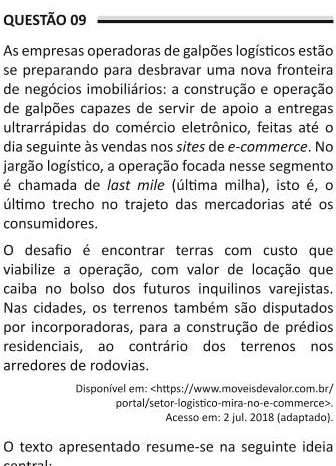 QUESTÃO 09
As empresas operadoras de galpões logísticos estão
se preparando para desbravar uma nova fronteira
de negócios imobiliários: a construção e operação
de galpões capazes de servir de apoio a entregas
ultrarrápidas do comércio eletrônico, feitas até o
dia seguinte às vendas nos sites de e-commerce. No
jargão logístico, a operação focada nesse segmento
é chamada de last mile (última milha), isto é, o
último trecho no trajeto das mercadorias até os
consumidores.
O desafio é encontrar terras com custo que
viabilize a operação, com valor de locação que
caiba no bolso dos futuros inquilinos varejistas.
Nas cidades, os terrenos também são disputados
por incorporadoras, para a construção de prédios
residenciais, ao contrário dos terrenos nos
arredores de rodovias.
Disponível em: <https://www.moveisdevalor.com.br/
portal/setor-logistico-mira-no-e-commerce>.
Acesso em: 2 jul. 2018 (adaptado).
O texto apresentado resume-se na seguinte ideia
central: